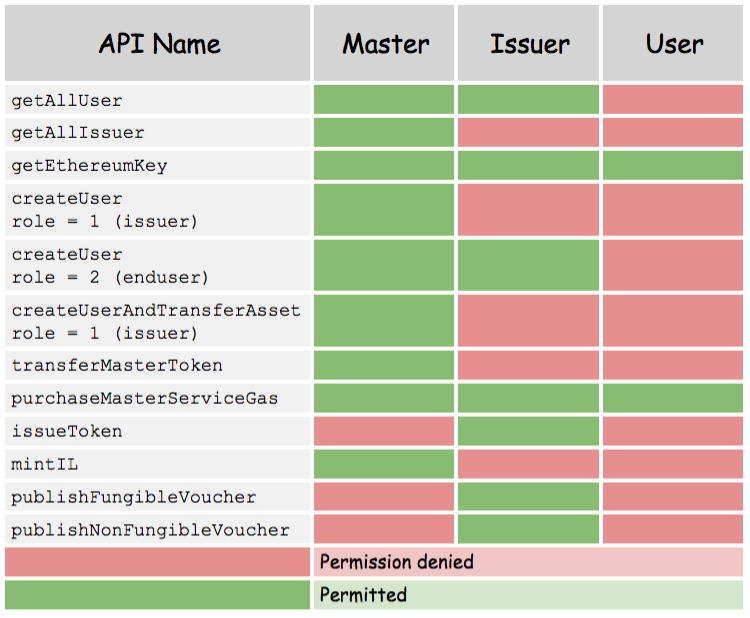 API Name Master Issuer User
getAllUser
getAllIssuer
getEthereumKey
createUser
role = 1 (issuer)
createUser
role = 2 (enduser)
createUserAndTransferAsset
role = 1 (issuer)
transferMasterToken
purchaseMasterServiceGas
issueToken
mintIL
publishFungibleVoucher
publishNonFungibleVoucher
Permission denied
Permitted